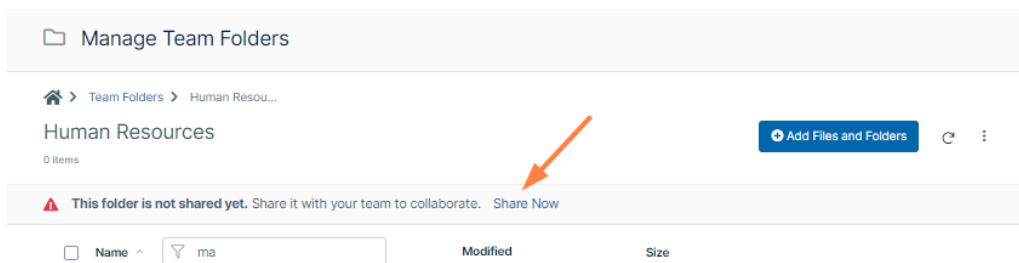 Manage Team Folders
Team Folders > Human Resou...
Human Resources
0 items
Add Files and Folders
This folder is not shared yet. Share it with your team to collaborate. Share Now
Name ma Modified Size